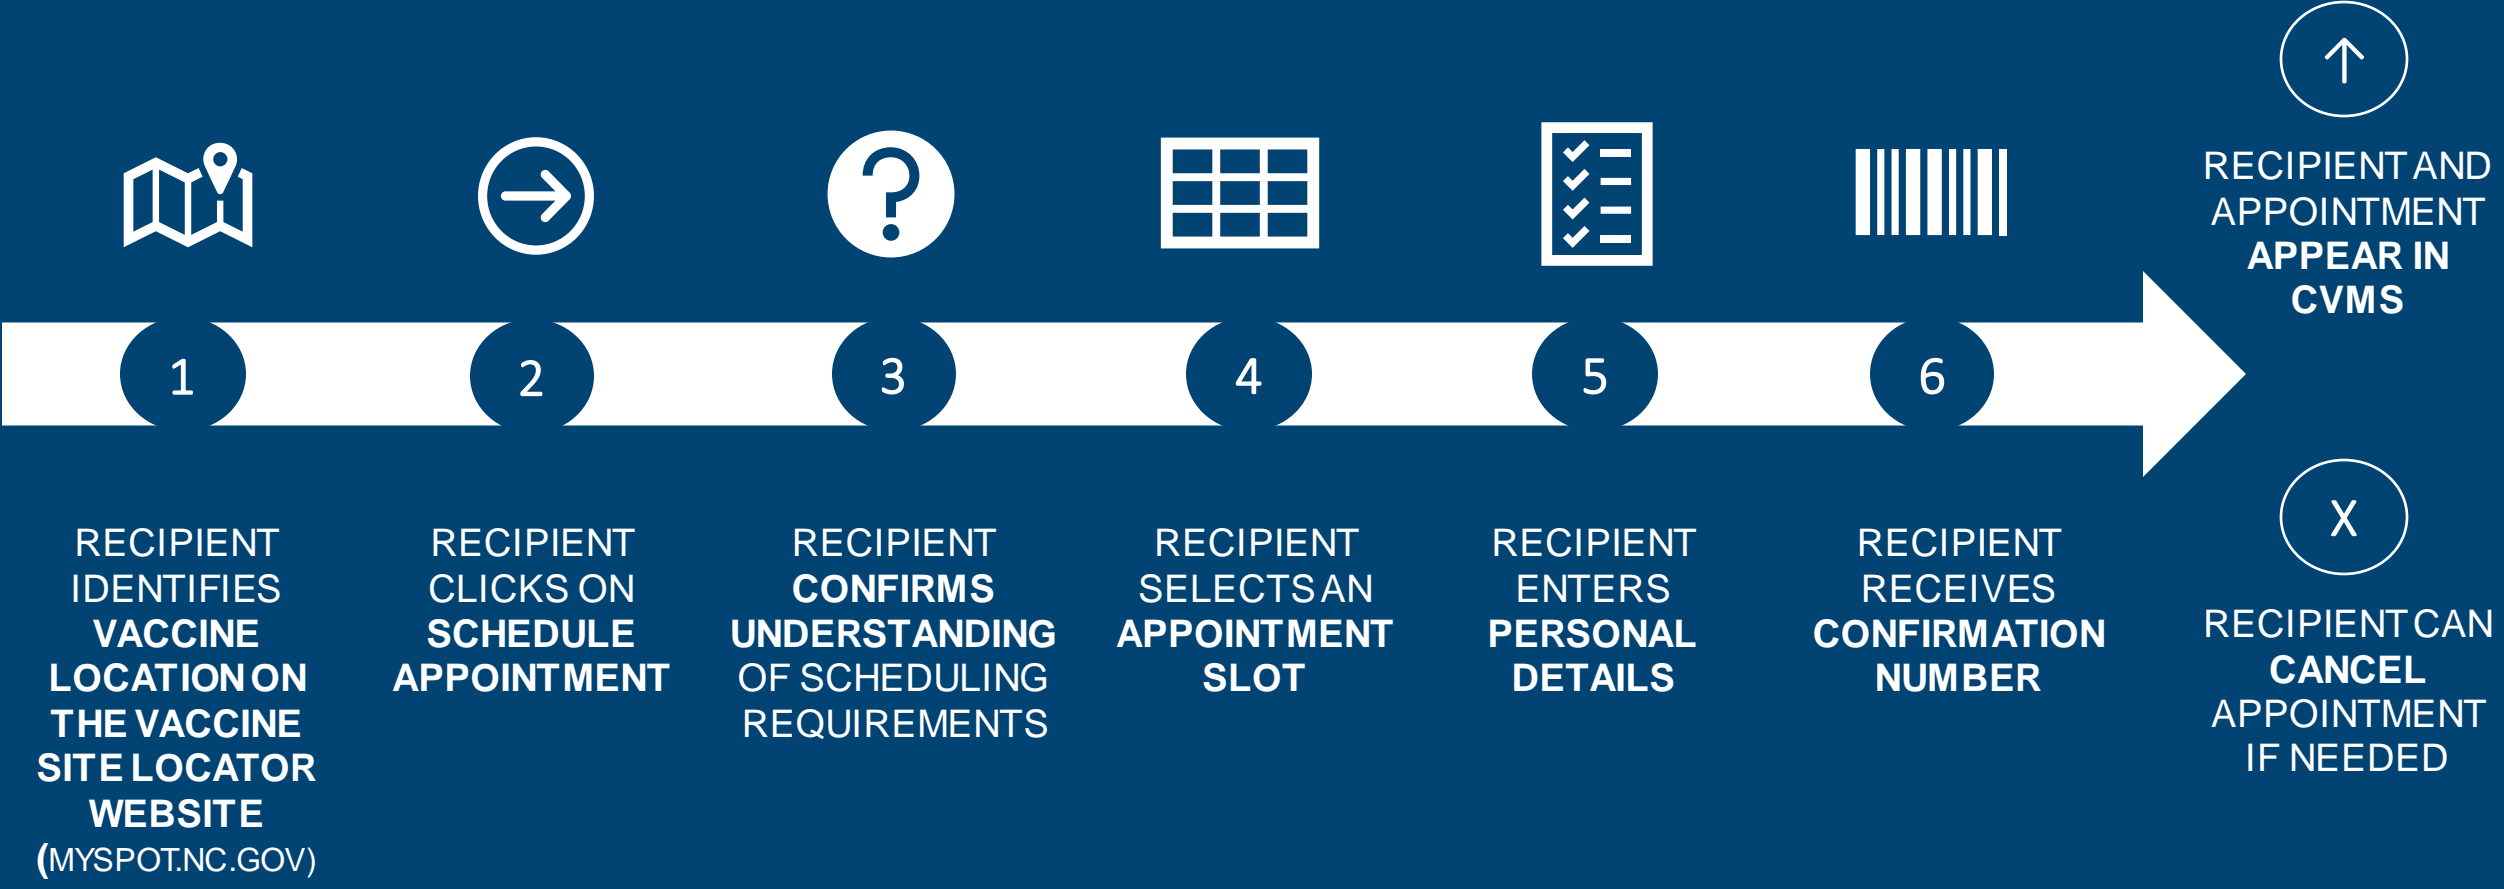 1
RECIPIENT
IDENTIFIES
VACCINE
LOCATION ON
THE VACCINE
SITE LOCATOR
WEBSITE
(MYSPOT.NC.GOV)
2
RECIPIENT
CLICKS ON
SCHEDULE
APPOINTMENT
3
RECIPIENT
CONFIRMS
UNDERSTANDING
OF SCHEDULING
REQUIREMENTS
4
RECIPIENT
SELECTS AN
APPOINTMENT
SLOT
5
RECIPIENT
ENTERS
PERSONAL
DETAILS
6
RECIPIENT
RECEIVES
CONFIRMATION
NUMBER
RECIPIENT AND
APPOINTMENT
APPEAR IN
CVMS
X
RECIPIENT CAN
CANCEL
APPOINTMENT
IF NEEDED